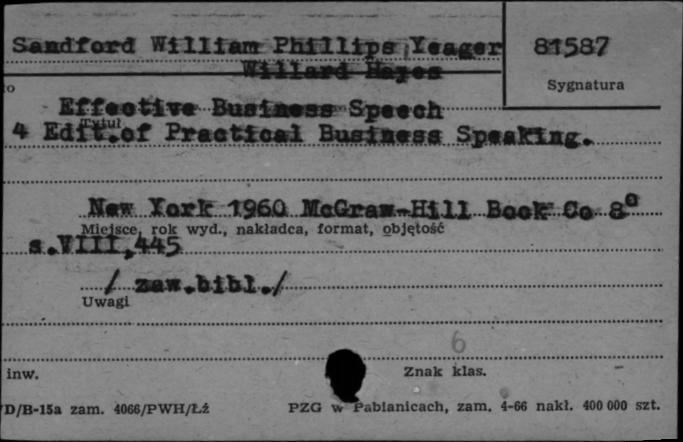 Sandford William Phillips Yeager
81587
Willard Hayes
Sygnatura
to
Effective Business Speech
Tytuł
4 Edit.of Practical Business Speaking.
New York 1960 McGraw-Hill Book Co 8°
Miejsce, rok wyd., nakładca, format, objętość
s.VIII,445
/ zaw.bibl./
Uwagi
6
inw.
Znak klas.
D/B-15a zam. 4066/PWH/Łż
PZG w Pabianicach, zam. 4-66 nakł. 400 000 szt.